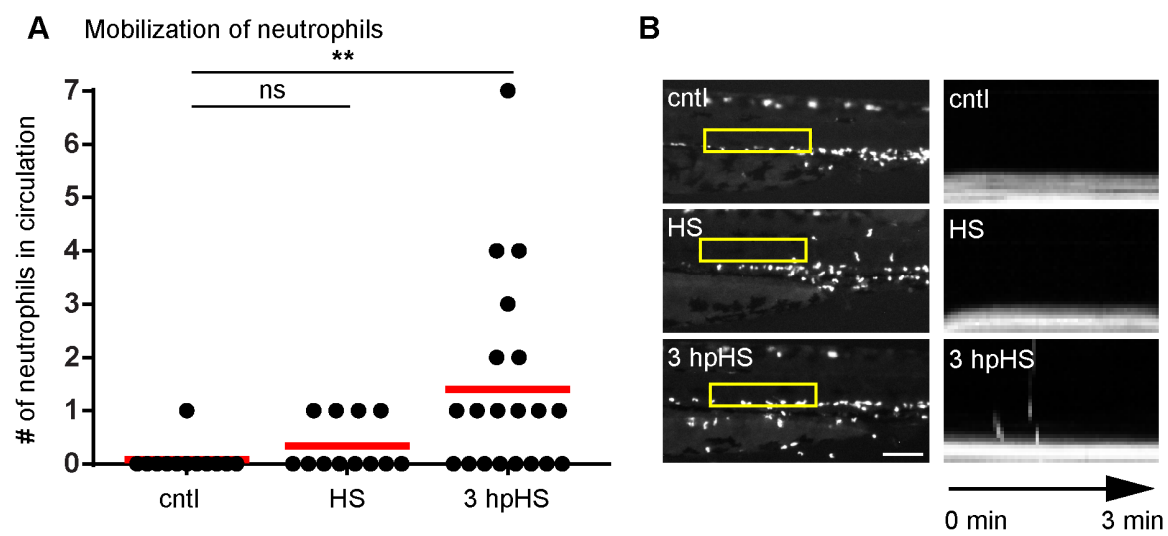 A Mobilization of neutrophils
**
ns
# of neutrophils in circulation
7
6
5
4
3
2
1
0
cntl
HS
3 hpHS
B
cntl
cntl
HS
HS
3 hpHS
3 hpHS
0 min 3 min